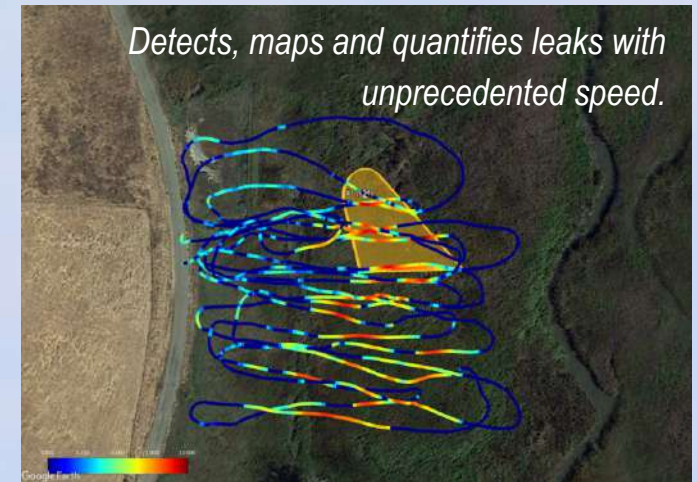 Detects, maps and quantifies leaks with
unprecedented speed.
Google Earth